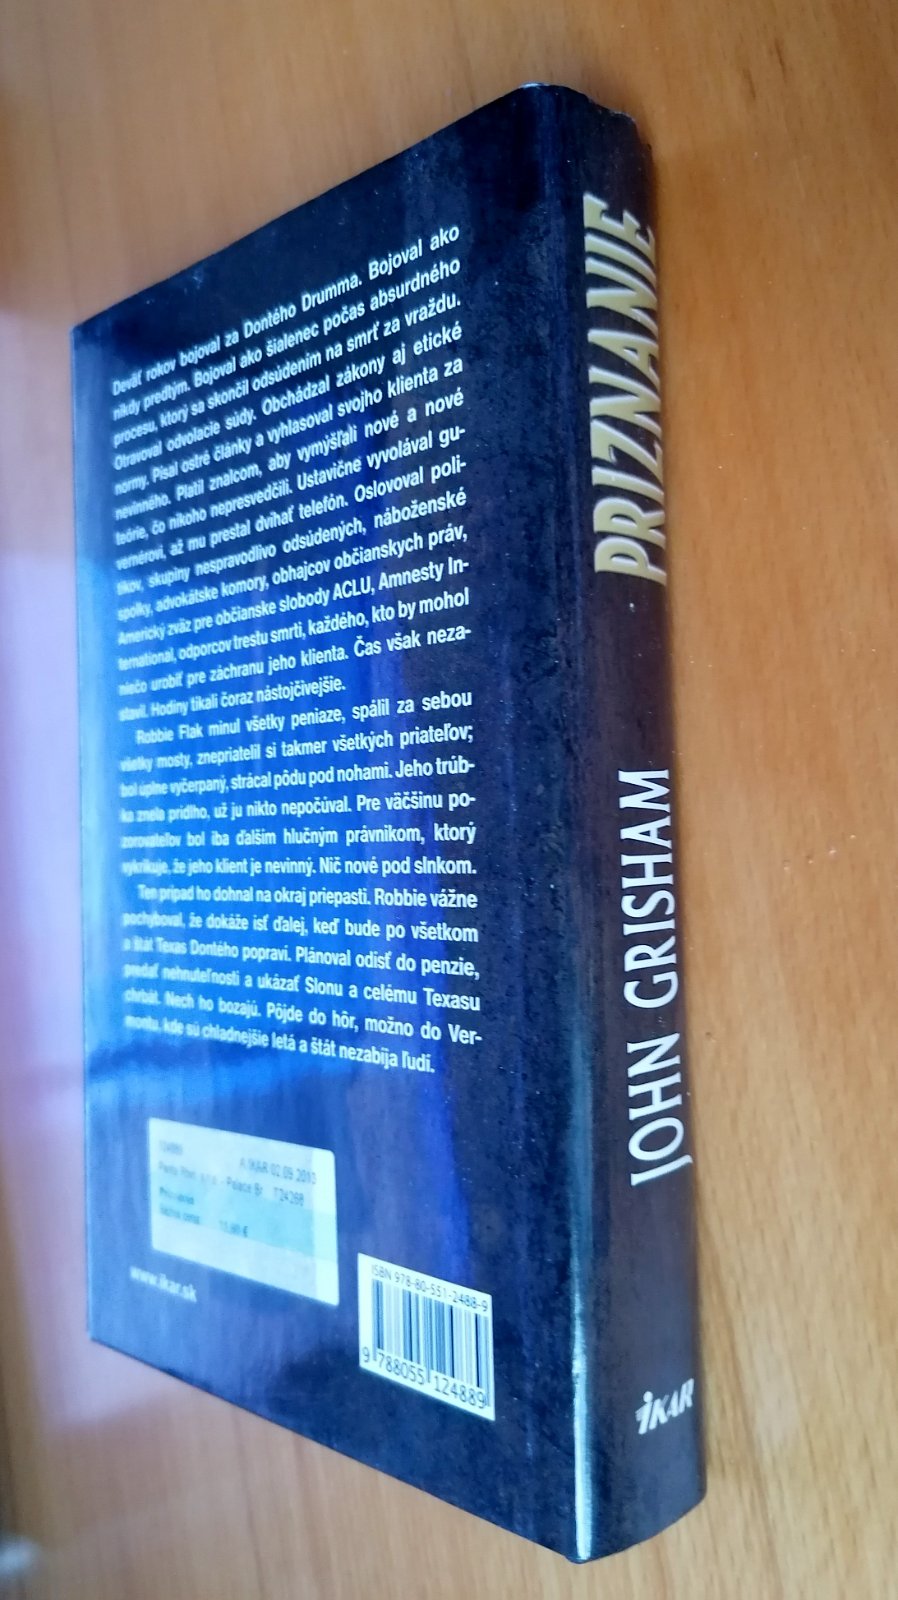 Deväť rokov bojoval za Dontého Drumma. Bojoval ako
nikdy predtým. Bojoval ako šialenec počas absurdného
procesu, ktorý sa skončil odsúdením na smrť za vraždu.
Otravoval odvolacie súdy. Obchádzal zákony aj etické
normy. Písal ostré články a vyhlasoval svojho klienta za
nevinného. Platil znalcom, aby vymýšľali nové a nové
teórie, čo nikoho nepresvedčili. Ustavične vyvolával gu-
vernérovi, až mu prestal dvíhať telefón. Oslovoval poli-
tikov, skupiny nespravodlivo odsúdených, náboženské
spolky, advokátske komory, obhajcov občianskych práv,
Americký zväz pre občianske slobody ACLU, Amnesty In-
ternational, odporcov trestu smrti, každého, kto by mohol
niečo urobiť pre záchranu jeho klienta. Čas však neza-
stavil. Hodiny tikali čoraz nástojčivejšie.
Robbie Flak minul všetky peniaze, spálil za sebou
všetky mosty, znepriatelil si takmer všetkých priateľov;
bol úplne vyčerpaný, strácal pôdu pod nohami. Jeho trúb-
ka znela pridlho, už ju nikto nepočúval. Pre väčšinu po-
zorovateľov bol iba ďalším hlučným právnikom, ktorý
vykrikuje, že jeho klient je nevinný. Nič nové pod slnkom.
Ten prípad ho dohnal na okraj priepasti. Robbie vážne
pochyboval, že dokáže ísť ďalej, keď bude po všetkom
a štát Texas Dontého popraví. Plánoval odísť do penzie,
predať nehnuteľnosti a ukázať Slonu a celému Texasu
chrbát. Nech ho bozajú. Pôjde do hôr, možno do Ver-
montu, kde sú chladnejšie letá a štát nezabíja ľudí.
A IKAR 02.09.2013
- Palace Br T24268
11,90 €
www.ikar.sk
ISBN 978-80-551-2488-9
9 788055 124889
PRIZNANIE
JOHN GRISHAM
IKAR